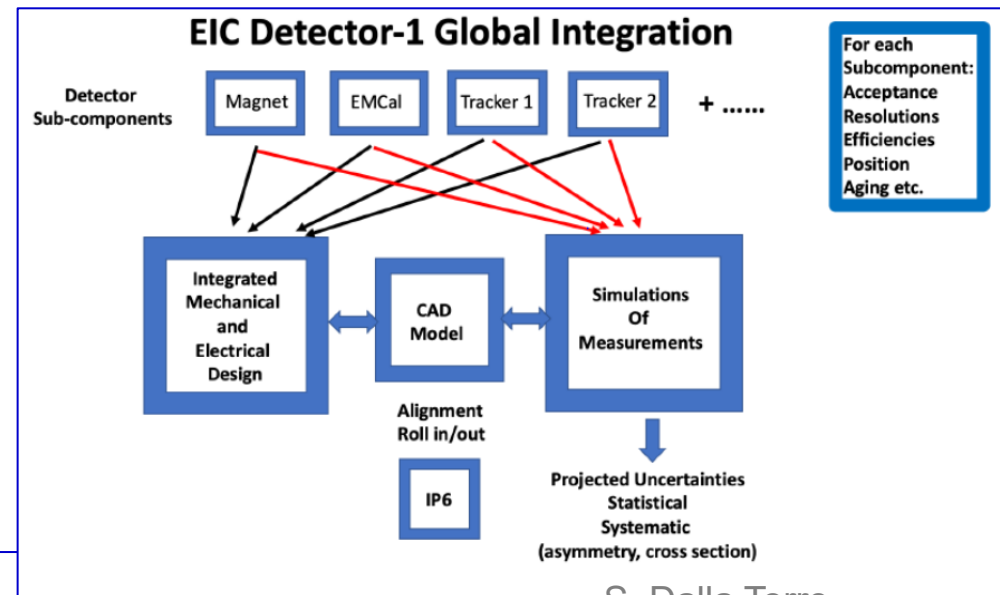 EIC Detector-1 Global Integration
Detector
Sub-components
Magnet
EMCal
Tracker 1
Tracker 2
+ ......
For each
Subcomponent:
Acceptance
Resolutions
Efficiencies
Position
Aging etc.
Integrated
Mechanical
and
Electrical
Design
CAD
Model
Simulations
Of
Measurements
Alignment
Roll in/out
IP6
Projected Uncertainties
Statistical
Systematic
(asymmetry, cross section)